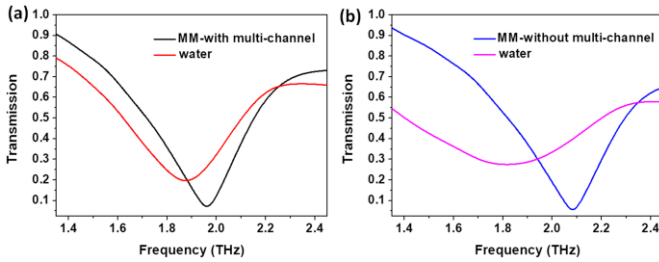 (a)
MM-with multi-channel
water
Transmission
1.0
0.9
0.8
0.7
0.6
0.5
0.4
0.3
0.2
0.1
1.4 1.6 1.8 2.0 2.2 2.4
Frequency (THz)
(b)
MM-without multi-channel
water
Transmission
1.0
0.9
0.8
0.7
0.6
0.5
0.4
0.3
0.2
0.1
1.4 1.6 1.8 2.0 2.2 2.4
Frequency (THz)